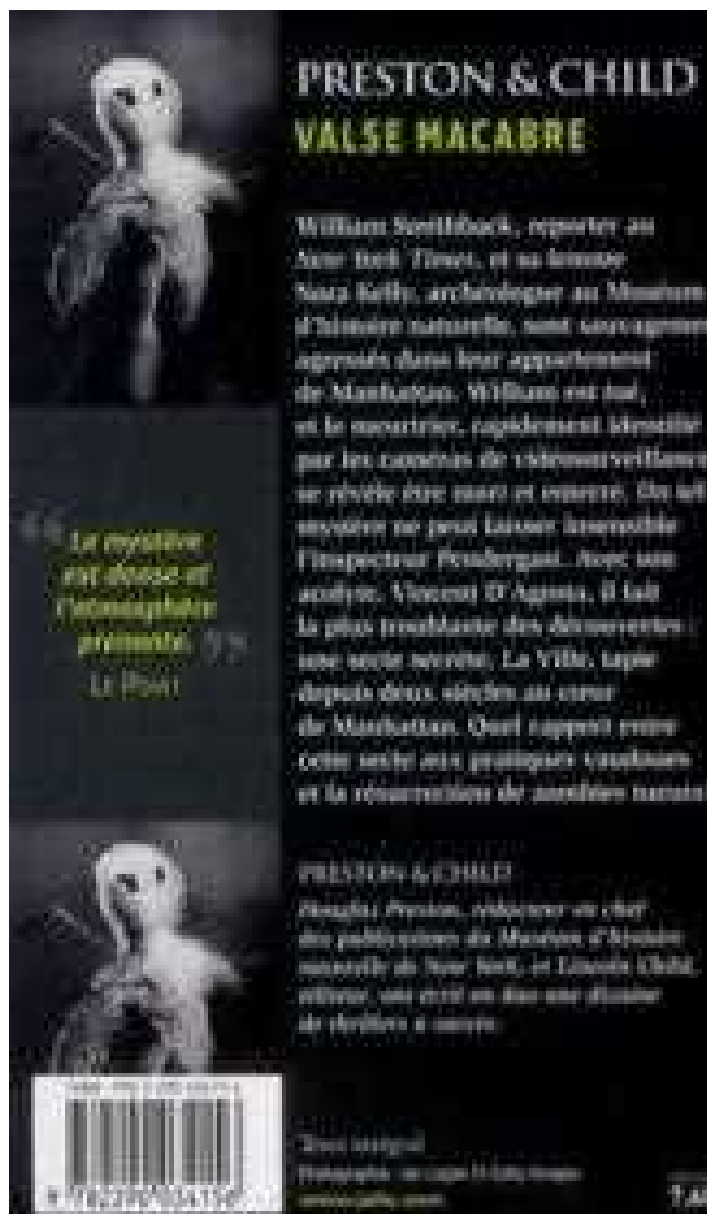 PRESTON & CHILD
VALSE MACABRE
William Smithback, reporter au
New York Times, et sa femme
Nora Kelly, archéologue au Muséum
d'histoire naturelle, sont sauvagement
agressés dans leur appartement
de Manhattan. William est tué,
et le meurtrier, rapidement identifié
par les caméras de vidéosurveillance
se révèle être mort et enterré. Un tel
mystère ne peut laisser insensible
l'inspecteur Pendergast. Avec son
acolyte, Vincent D'Agosta, il fait
la plus troublante des découvertes :
une secte secrète, La Ville, tapie
depuis deux siècles au cœur
de Manhattan. Quel rapport entre
cette secte aux pratiques vaudoues
et la résurrection de zombies
“ Le mystère
est dense et
l'atmosphère
prenante. ”
LE POINT
PRESTON & CHILD
Douglas Preston, rédacteur en chef
des publications du Muséum d'histoire
naturelle de New York, et Lincoln Child,
éditeur, ont écrit en duo une dizaine
de thrillers à succès.
Texte intégral